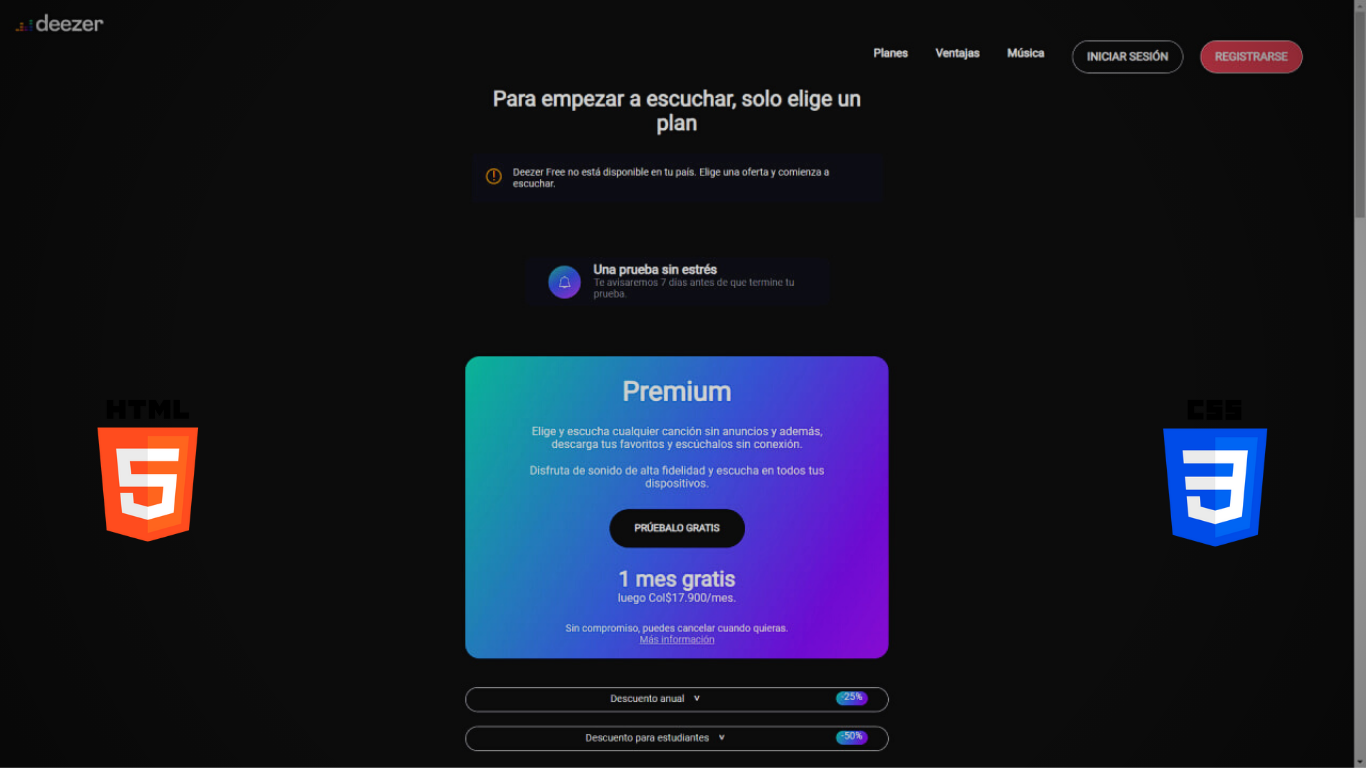 deezer
Planes
Ventajas
Música
INICIAR SESIÓN
REGISTRARSE
Para empezar a escuchar, solo elige un
plan
Deezer Free no está disponible en tu país. Elige una oferta y comienza a
escuchar.
Una prueba sin estrés
Te avisaremos 7 días antes de que termine tu
prueba.
Premium
Elige y escucha cualquier canción sin anuncios y además,
descarga tus favoritos y escúchalos sin conexión.
Disfruta de sonido de alta fidelidad y escucha en todos tus
dispositivos.
PRÚEBALO GRATIS
1 mes gratis
luego Col$17.900/mes.
Sin compromiso, puedes cancelar cuando quieras.
Más información
HTML
5
CSS
3
Descuento anual
-25%
Descuento para estudiantes
-50%